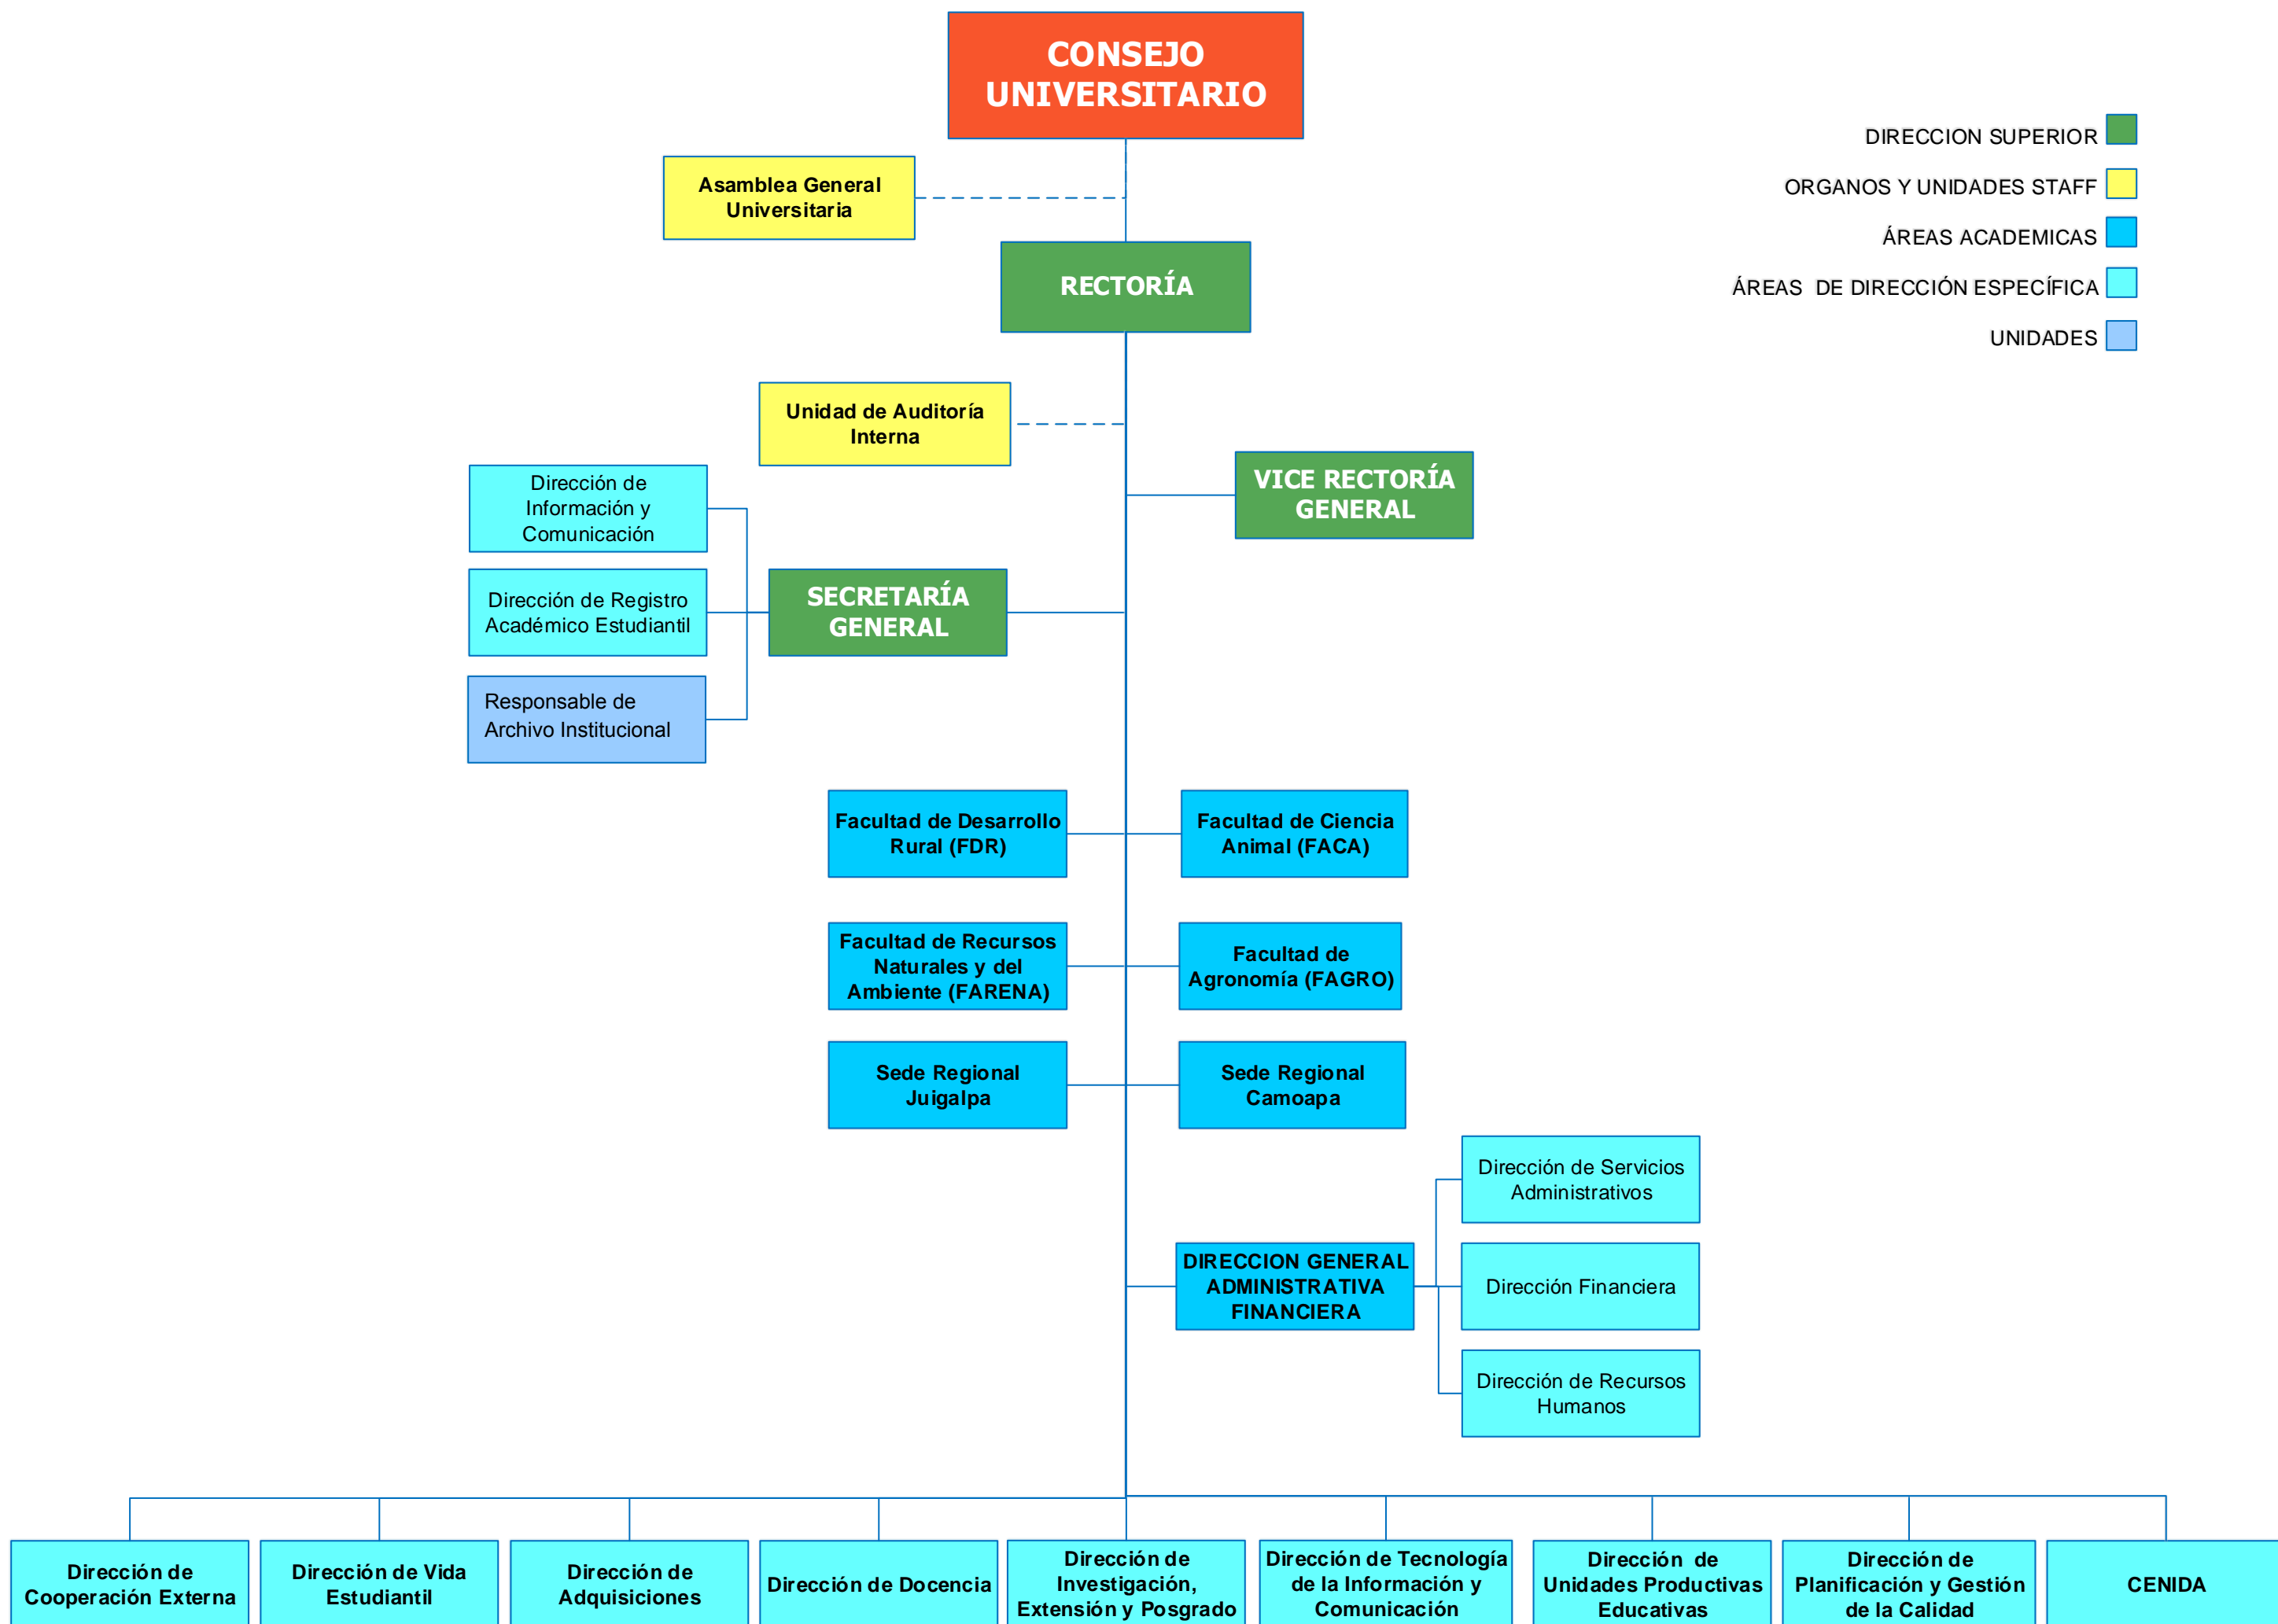 CONSEJO
UNIVERSITARIO
DIRECCION SUPERIOR
ORGANOS Y UNIDADES STAFF
ÁREAS ACADEMICAS
ÁREAS  DE DIRECCIÓN ESPECÍFICA
UNIDADES
Asamblea General
Universitaria
RECTORÍA
Unidad de Auditoría
Interna
VICE RECTORÍA
GENERAL
Dirección de
Información y
Comunicación
Dirección de Registro
Académico Estudiantil
SECRETARÍA
GENERAL
Responsable de
Archivo Institucional
Facultad de Desarrollo
Rural (FDR)
Facultad de Ciencia
Animal (FACA)
Facultad de Recursos
Naturales y del
Ambiente (FARENA)
Facultad de
Agronomía (FAGRO)
Sede Regional
Juigalpa
Sede Regional
Camoapa
Dirección de Servicios
Administrativos
DIRECCION GENERAL
ADMINISTRATIVA
FINANCIERA
Dirección Financiera
Dirección de Recursos
Humanos
Dirección de
Cooperación Externa
Dirección de Vida
Estudiantil
Dirección de
Adquisiciones
Dirección de Docencia
Dirección de
Investigación,
Extensión y Posgrado
Dirección de Tecnología
de la Información y
Comunicación
Dirección  de
Unidades Productivas
Educativas
Dirección de
Planificación y Gestión
de la Calidad
CENIDA